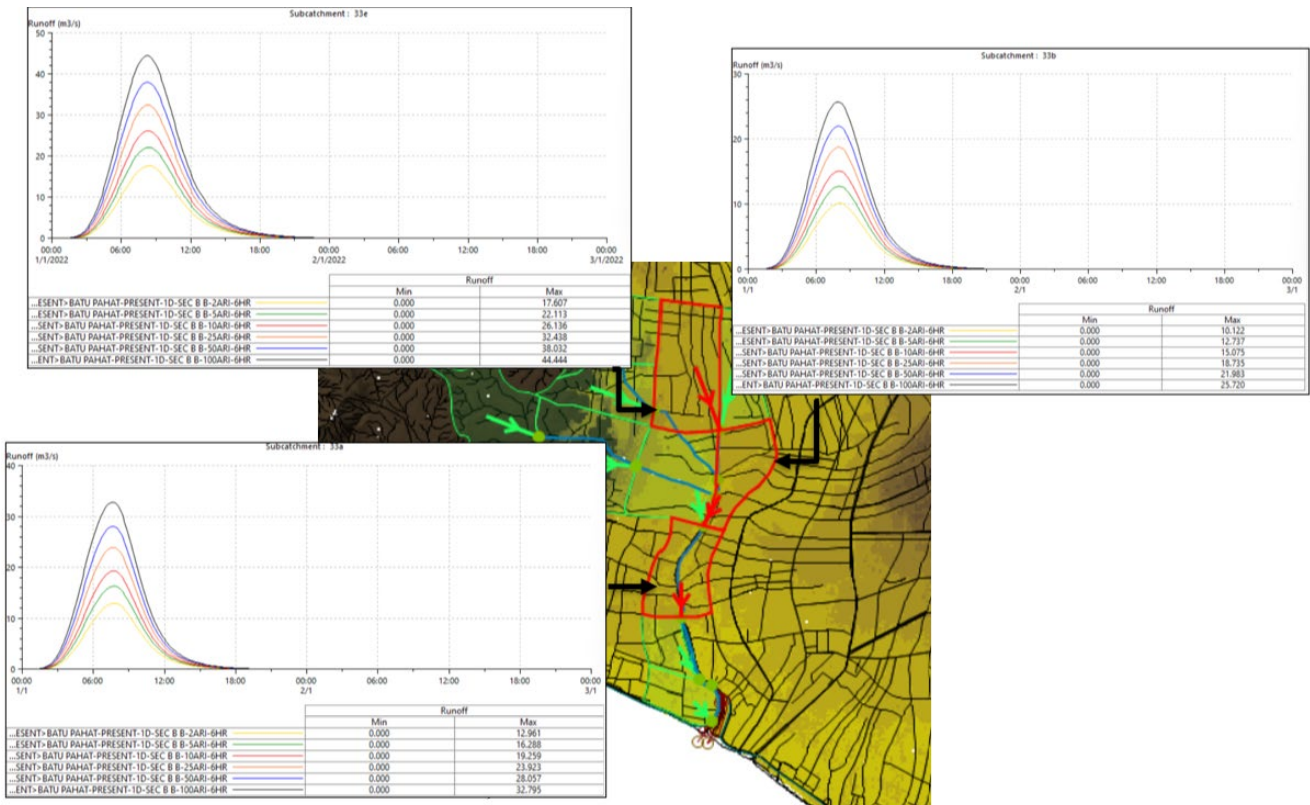 Subcatchment : 33e
Runoff (m3/s)
50
40
30
20
10
0
00:00 06:00 12:00 18:00 00:00 06:00 12:00 18:00 00:00
1/1/2022 2/1/2022 3/1/2022
Runoff
Min Max
...ESENT>BATU PAHAT-PRESENT-1D-SEC B B-2ARI-6HR 0.000 17.607
...ESENT>BATU PAHAT-PRESENT-1D-SEC B B-5ARI-6HR 0.000 22.113
...SENT>BATU PAHAT-PRESENT-1D-SEC B B-10ARI-6HR 0.000 26.136
...SENT>BATU PAHAT-PRESENT-1D-SEC B B-25ARI-6HR 0.000 32.438
...SENT>BATU PAHAT-PRESENT-1D-SEC B B-50ARI-6HR 0.000 38.032
...ENT>BATU PAHAT-PRESENT-1D-SEC B B-100ARI-6HR 0.000 44.444
Subcatchment : 33b
Runoff (m3/s)
30
20
10
0
00:00 06:00 12:00 18:00 00:00 06:00 12:00 18:00 00:00
1/1 2/1 3/1
Runoff
Min Max
...ESENT>BATU PAHAT-PRESENT-1D-SEC B B-2ARI-6HR 0.000 10.122
...ESENT>BATU PAHAT-PRESENT-1D-SEC B B-5ARI-6HR 0.000 12.737
...SENT>BATU PAHAT-PRESENT-1D-SEC B B-10ARI-6HR 0.000 15.075
...SENT>BATU PAHAT-PRESENT-1D-SEC B B-25ARI-6HR 0.000 18.735
...SENT>BATU PAHAT-PRESENT-1D-SEC B B-50ARI-6HR 0.000 21.983
...ENT>BATU PAHAT-PRESENT-1D-SEC B B-100ARI-6HR 0.000 25.720
Subcatchment : 33a
Runoff (m3/s)
40
30
20
10
0
00:00 06:00 12:00 18:00 00:00 06:00 12:00 18:00 00:00
1/1 2/1 3/1
Runoff
Min Max
...ESENT>BATU PAHAT-PRESENT-1D-SEC B B-2ARI-6HR 0.000 12.961
...ESENT>BATU PAHAT-PRESENT-1D-SEC B B-5ARI-6HR 0.000 16.288
...SENT>BATU PAHAT-PRESENT-1D-SEC B B-10ARI-6HR 0.000 19.259
...SENT>BATU PAHAT-PRESENT-1D-SEC B B-25ARI-6HR 0.000 23.923
...SENT>BATU PAHAT-PRESENT-1D-SEC B B-50ARI-6HR 0.000 28.057
...ENT>BATU PAHAT-PRESENT-1D-SEC B B-100ARI-6HR 0.000 32.795